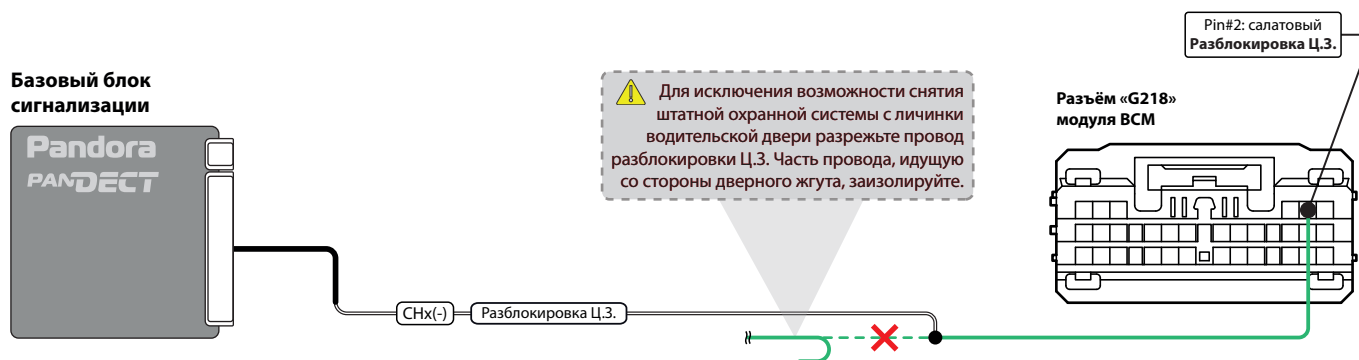 Pin#2: салатовый
Разблокировка Ц.З.
Базовый блок
сигнализации
Pandora
PANDECT
Для исключения возможности снятия
штатной охранной системы с личинки
водительской двери разрежьте провод
разблокировки Ц.З. Часть провода, идущую
со стороны дверного жгута, заизолируйте.
Разъём «G218»
модуля BCM
CHx(-)
Разблокировка Ц.З.